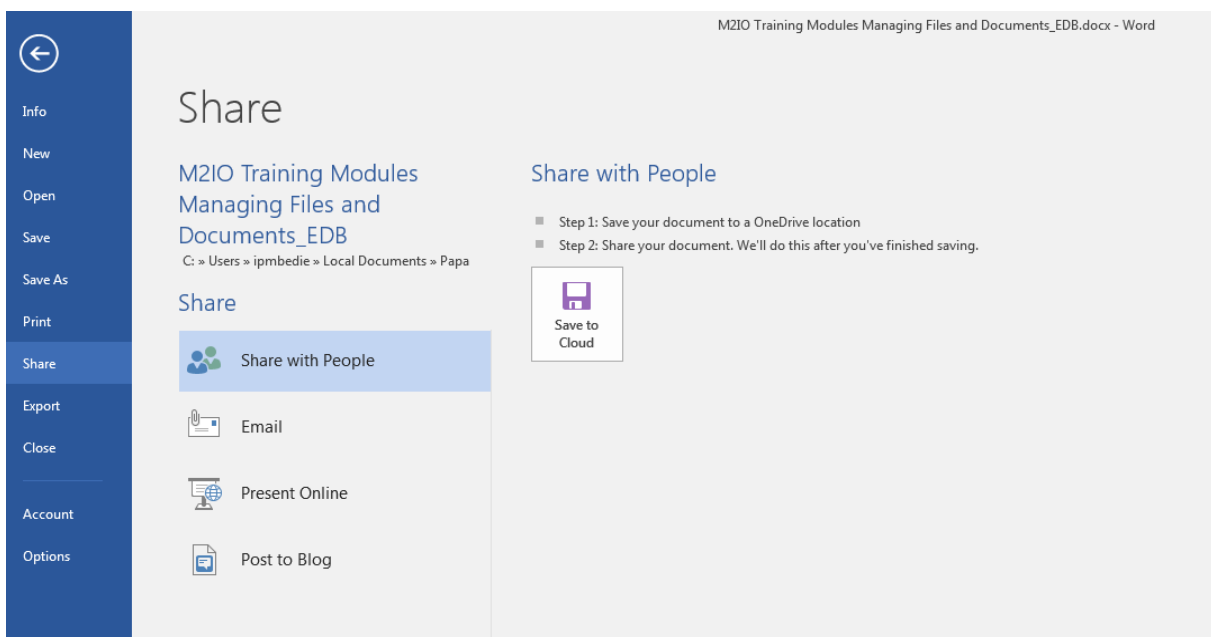 M2IO Training Modules Managing Files and Documents_EDB.docx - Word
Info
New
Open
Save
Save As
Print
Share
Export
Close
Account
Options
Share
M2IO Training Modules
Managing Files and
Documents_EDB
C: » Users » ipmbedie » Local Documents » Papa
Share
Share with People
Email
Present Online
Post to Blog
Share with People
Step 1: Save your document to a OneDrive location
Step 2: Share your document. We'll do this after you've finished saving.
Save to
Cloud